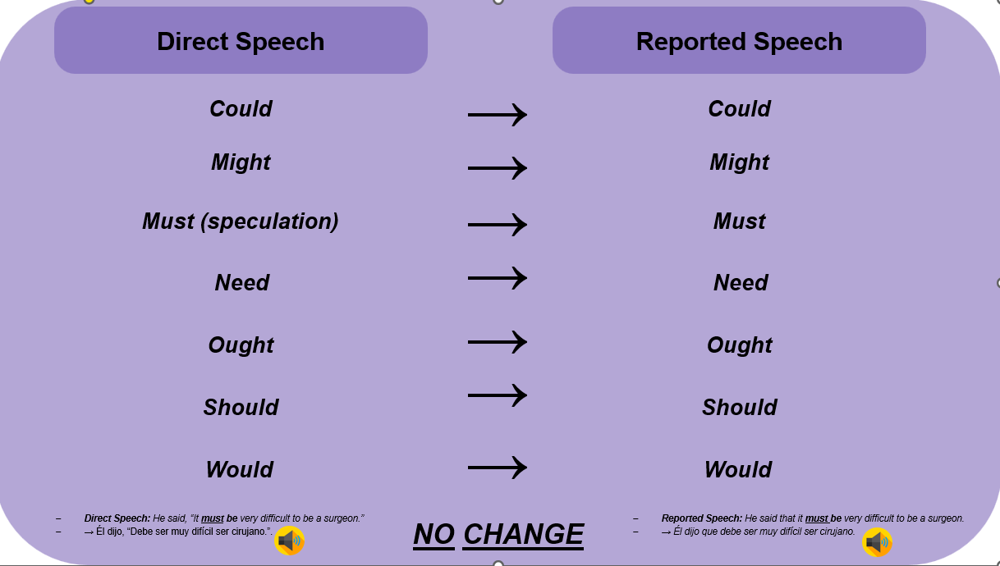 Direct Speech Reported Speech
Could → Could
Might → Might
Must (speculation) → Must
Need → Need
Ought → Ought
Should → Should
Would → Would
– Direct Speech: He said, “It must be very difficult to be a surgeon.”
– → Él dijo, “Debe ser muy difícil ser cirujano.”.
NO CHANGE
– Reported Speech: He said that it must be very difficult to be a surgeon.
– → Él dijo que debe ser muy difícil ser cirujano.